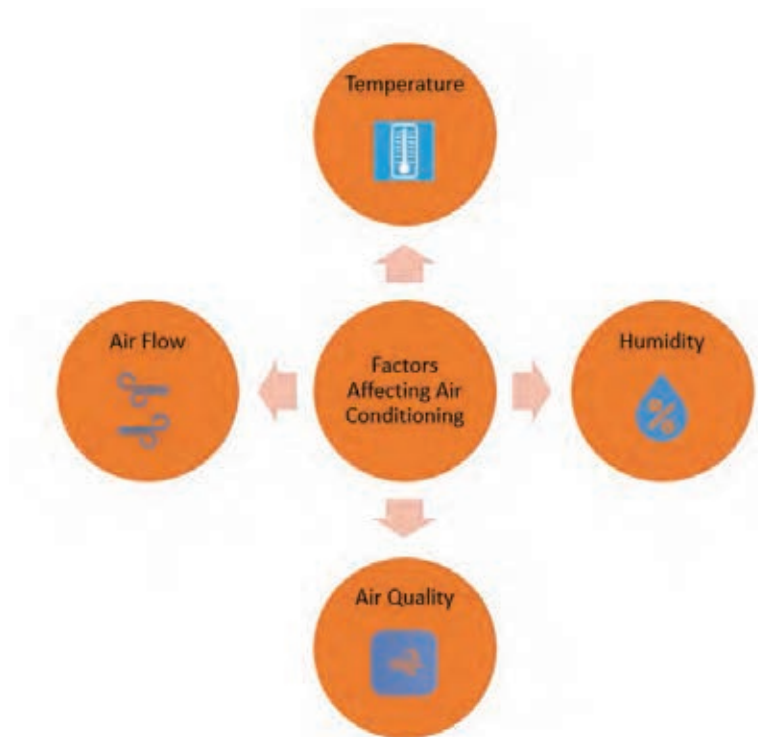 Temperature
Air Flow
Factors
Affecting Air
Conditioning
Humidity
%
Air Quality